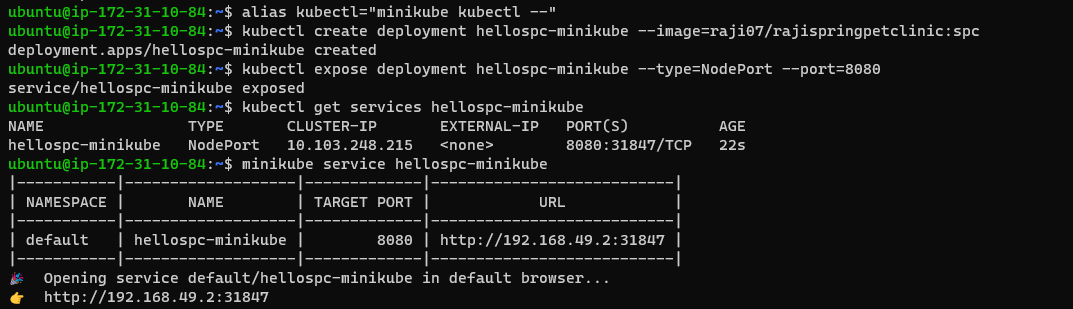 ubuntu@ip-172-31-10-84:~$ alias kubectl="minikube kubectl --"
ubuntu@ip-172-31-10-84:~$ kubectl create deployment hellospc-minikube --image=raji07/rajispringpetclinic:spc
deployment.apps/hellospc-minikube created
ubuntu@ip-172-31-10-84:~$ kubectl expose deployment hellospc-minikube --type=NodePort --port=8080
service/hellospc-minikube exposed
ubuntu@ip-172-31-10-84:~$ kubectl get services hellospc-minikube
NAME                TYPE       CLUSTER-IP       EXTERNAL-IP   PORT(S)          AGE
hellospc-minikube   NodePort   10.103.248.215   <none>        8080:31847/TCP   22s
ubuntu@ip-172-31-10-84:~$ minikube service hellospc-minikube
|-----------|-------------------|-------------|---------------------------|
| NAMESPACE |       NAME        | TARGET PORT |            URL            |
|-----------|-------------------|-------------|---------------------------|
| default   | hellospc-minikube |        8080 | http://192.168.49.2:31847 |
|-----------|-------------------|-------------|---------------------------|
🎉  Opening service default/hellospc-minikube in default browser...
👉  http://192.168.49.2:31847